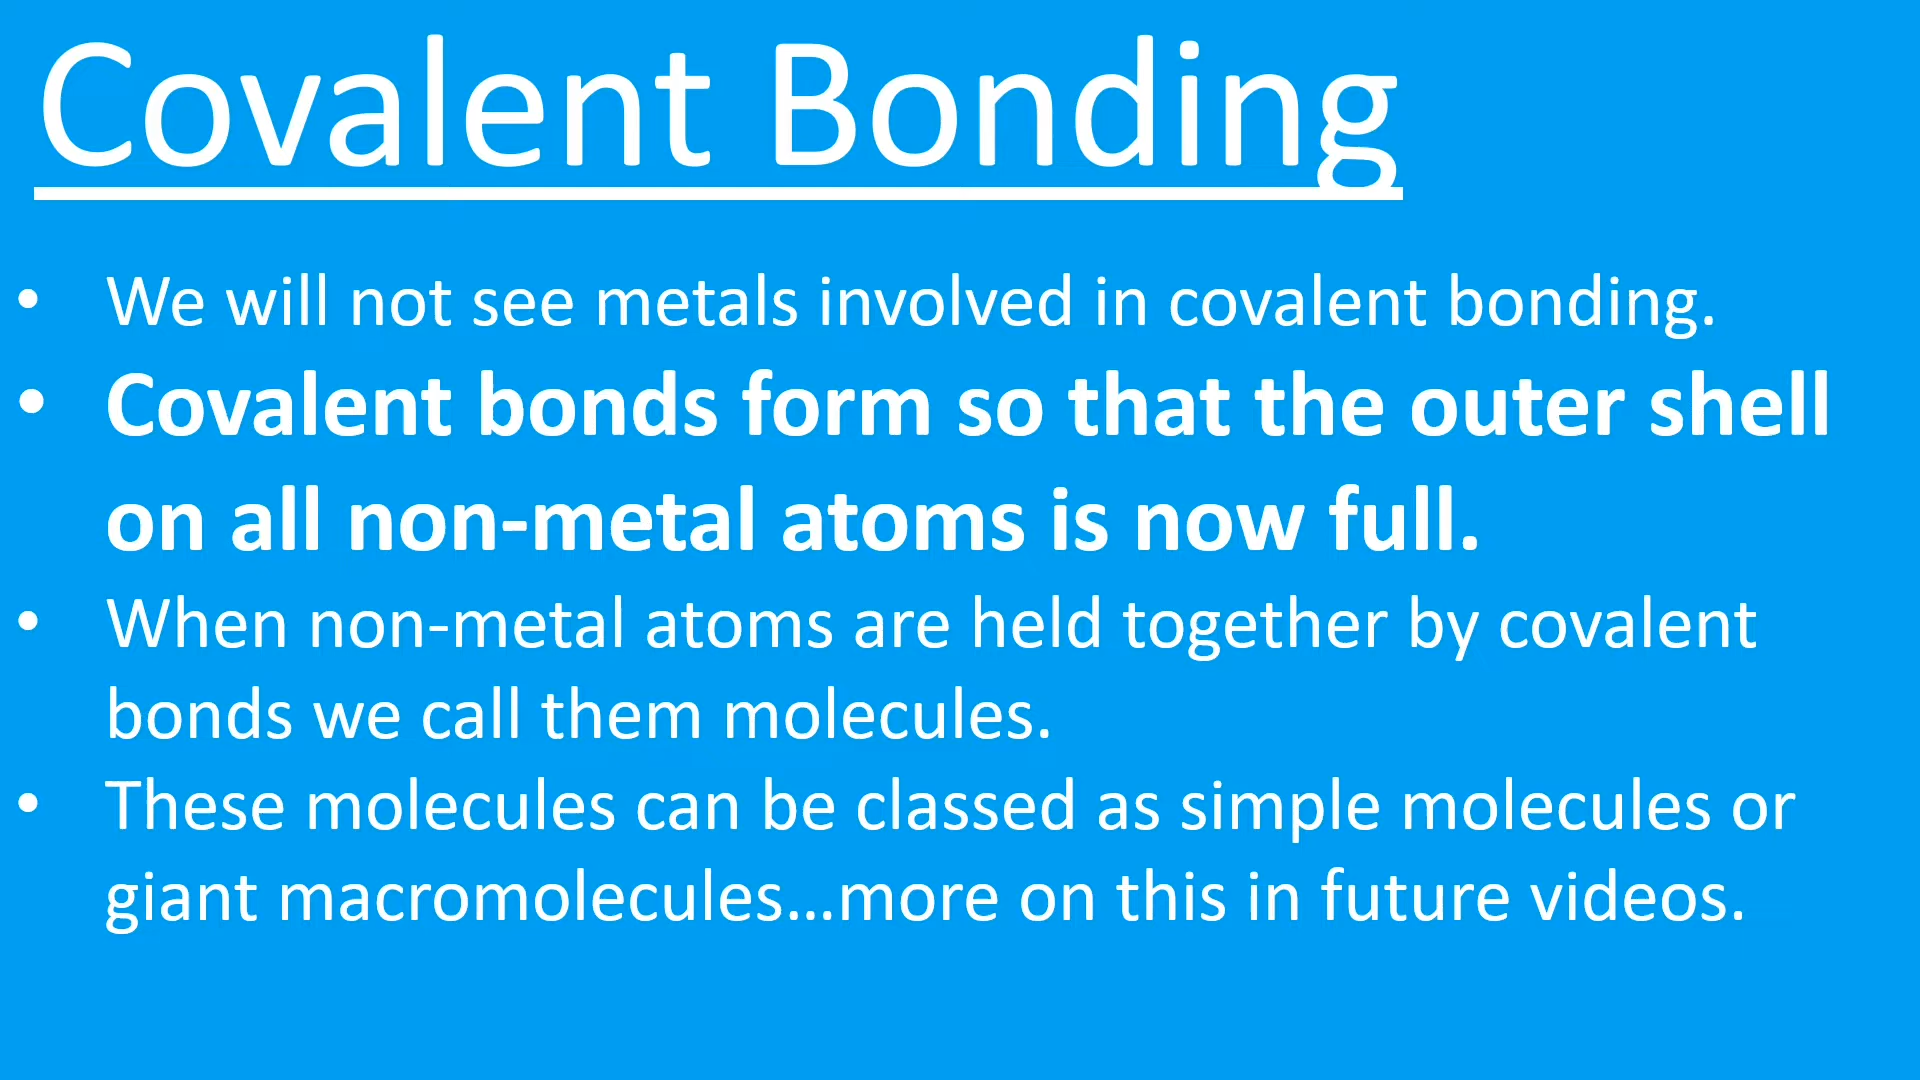 Covalent Bonding
• We will not see metals involved in covalent bonding.
• Covalent bonds form so that the outer shell
on all non-metal atoms is now full.
• When non-metal atoms are held together by covalent
bonds we call them molecules.
• These molecules can be classed as simple molecules or
giant macromolecules...more on this in future videos.